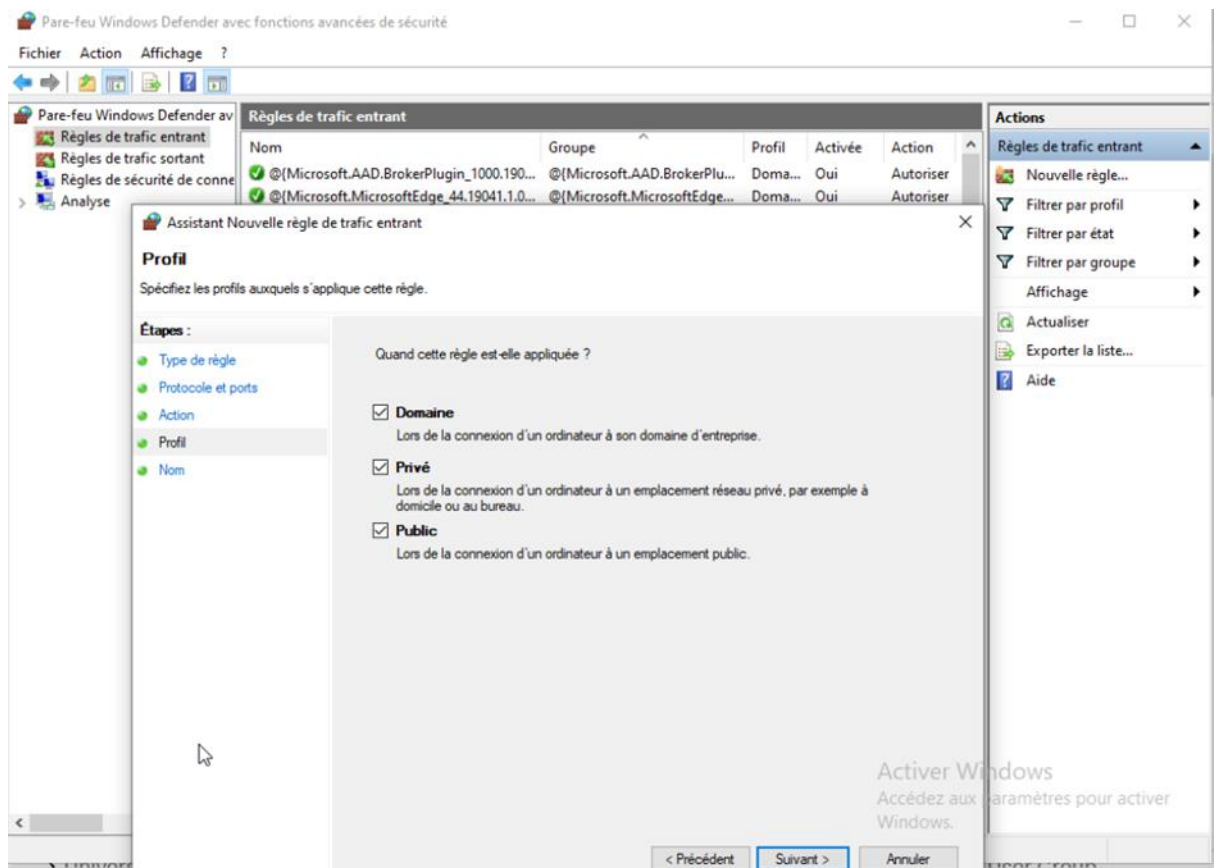 Pare-feu Windows Defender avec fonctions avancées de sécurité
Fichier Action Affichage ?
Pare-feu Windows Defender av
Règles de trafic entrant
Règles de trafic sortant
Règles de sécurité de conne
Analyse
Règles de trafic entrant
Nom Groupe Profil Activée Action
@{Microsoft.AAD.BrokerPlugin_1000.190... @{Microsoft.AAD.BrokerPlu... Doma... Oui Autoriser
@{Microsoft.MicrosoftEdge_44.19041.1.0... @{Microsoft.MicrosoftEdge... Doma... Oui Autoriser
Actions
Règles de trafic entrant
Nouvelle règle...
Filtrer par profil
Filtrer par état
Filtrer par groupe
Affichage
Actualiser
Exporter la liste...
Aide
Assistant Nouvelle règle de trafic entrant
Profil
Spécifiez les profils auxquels s'applique cette règle.
Étapes :
Type de règle
Protocole et ports
Action
Profil
Nom
Quand cette règle est-elle appliquée ?
Domaine
Lors de la connexion d'un ordinateur à son domaine d'entreprise.
Privé
Lors de la connexion d'un ordinateur à un emplacement réseau privé, par exemple à
domicile ou au bureau.
Public
Lors de la connexion d'un ordinateur à un emplacement public.
Activer Windows
Accédez aux paramètres pour activer
Windows.
< Précédent Suivant > Annuler